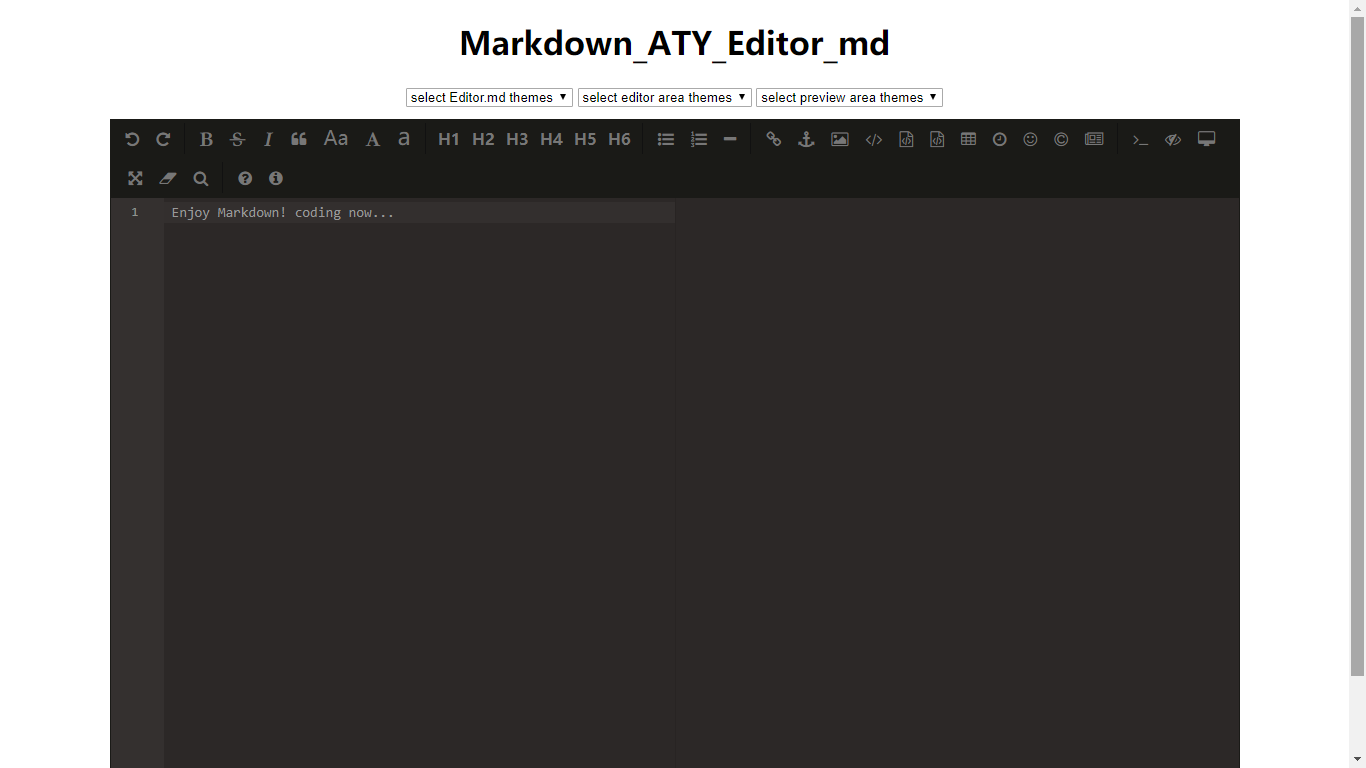 Markdown_ATY_Editor_md
select Editor.md themes select editor area themes select preview area themes
B S I Aa A a H1 H2 H3 H4 H5 H6
1 Enjoy Markdown! coding now...